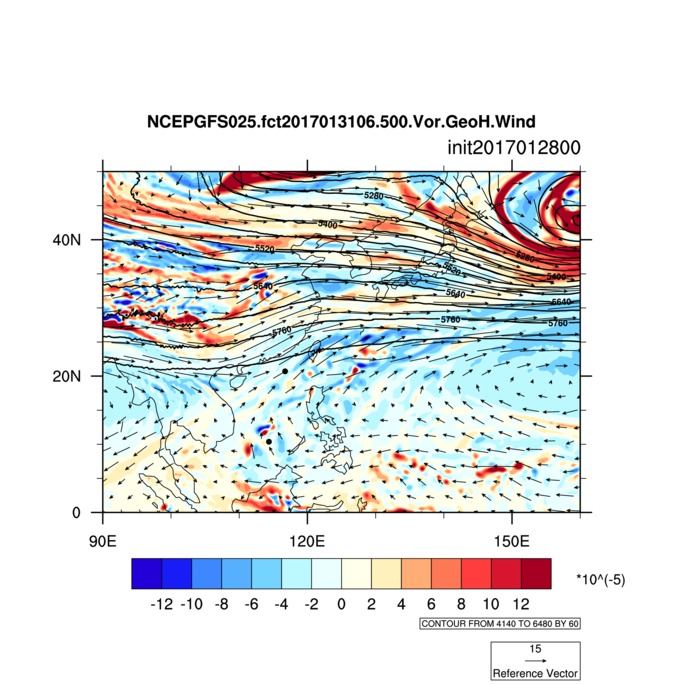 NCEPGFS025.fct2017013106.500.Vor.GeoH.Wind
init2017012800
5280
5400
40N
5520
5280
5520
5400
5640
5640
5640
5760
5760
5760
20N
0
90E 120E 150E
-12 -10 -8 -6 -4 -2 0 2 4 6 8 10 12
*10^(-5)
CONTOUR FROM 4140 TO 6480 BY 60
15
Reference Vector